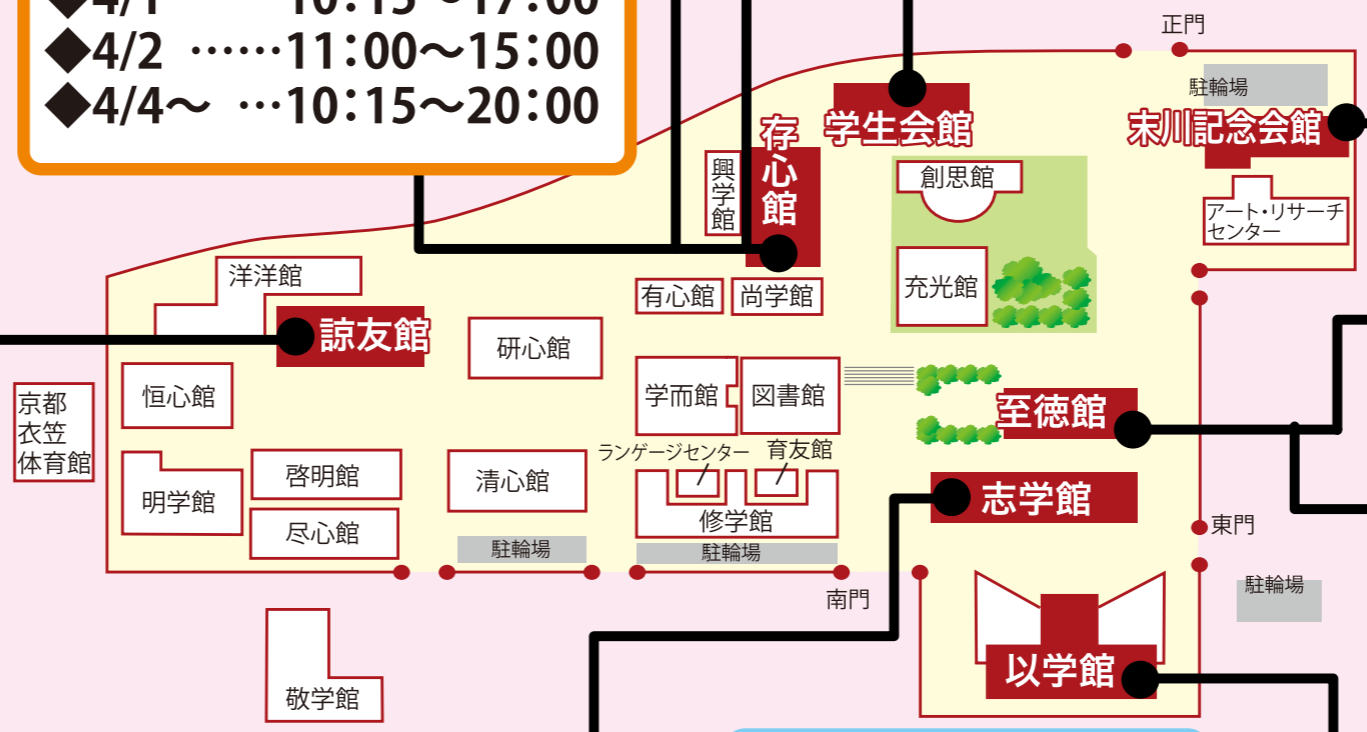 ◆4/1 10:15～17:00
◆4/2 ……11:00～15:00
◆4/4～ …10:15～20:00
正門
駐輪場
末川記念会館
アート・リサーチ
センター
学生会館
存心館
興学館
創思館
充光館
有心館
尚学館
洋洋館
諒友館
研心館
恒心館
京都
衣笠
体育館
学而館
図書館
至徳館
ランゲージセンター
育友館
修学館
駐輪場
啓明館
清心館
明学館
尽心館
駐輪場
志学館
東門
駐輪場
南門
以学館
敬学館